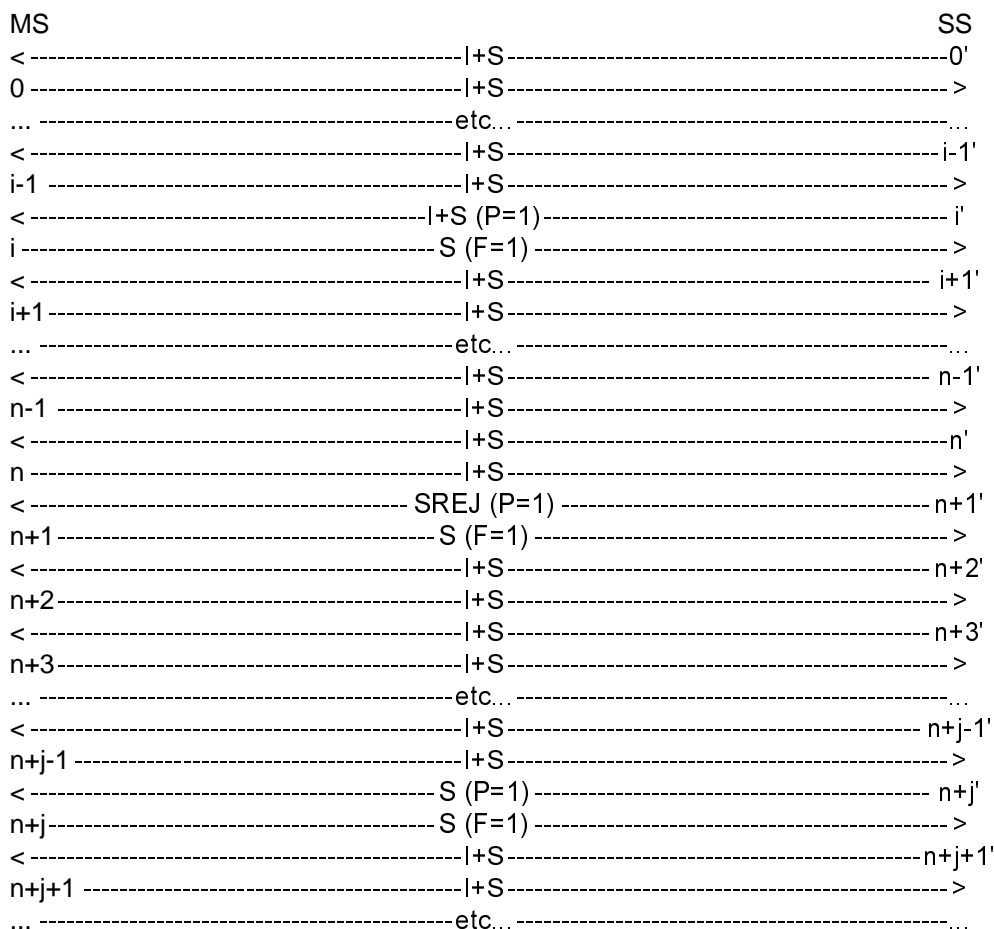 MS SS
< I+S 0'
0 I+S >
... etc... ...
< I+S i-1'
i-1 I+S >
< I+S (P=1) i'
i S (F=1) >
< I+S i+1'
i+1 I+S >
... etc... ...
< I+S n-1'
n-1 I+S >
< I+S n'
n I+S >
< SREJ (P=1) n+1'
n+1 S (F=1) >
< I+S n+2'
n+2 I+S >
< I+S n+3'
n+3 I+S >
... etc... ...
< I+S n+j-1'
n+j-1 I+S >
< S (P=1) n+j'
n+j S (F=1) >
< I+S n+j+1'
n+j+1 I+S >
... etc... ...